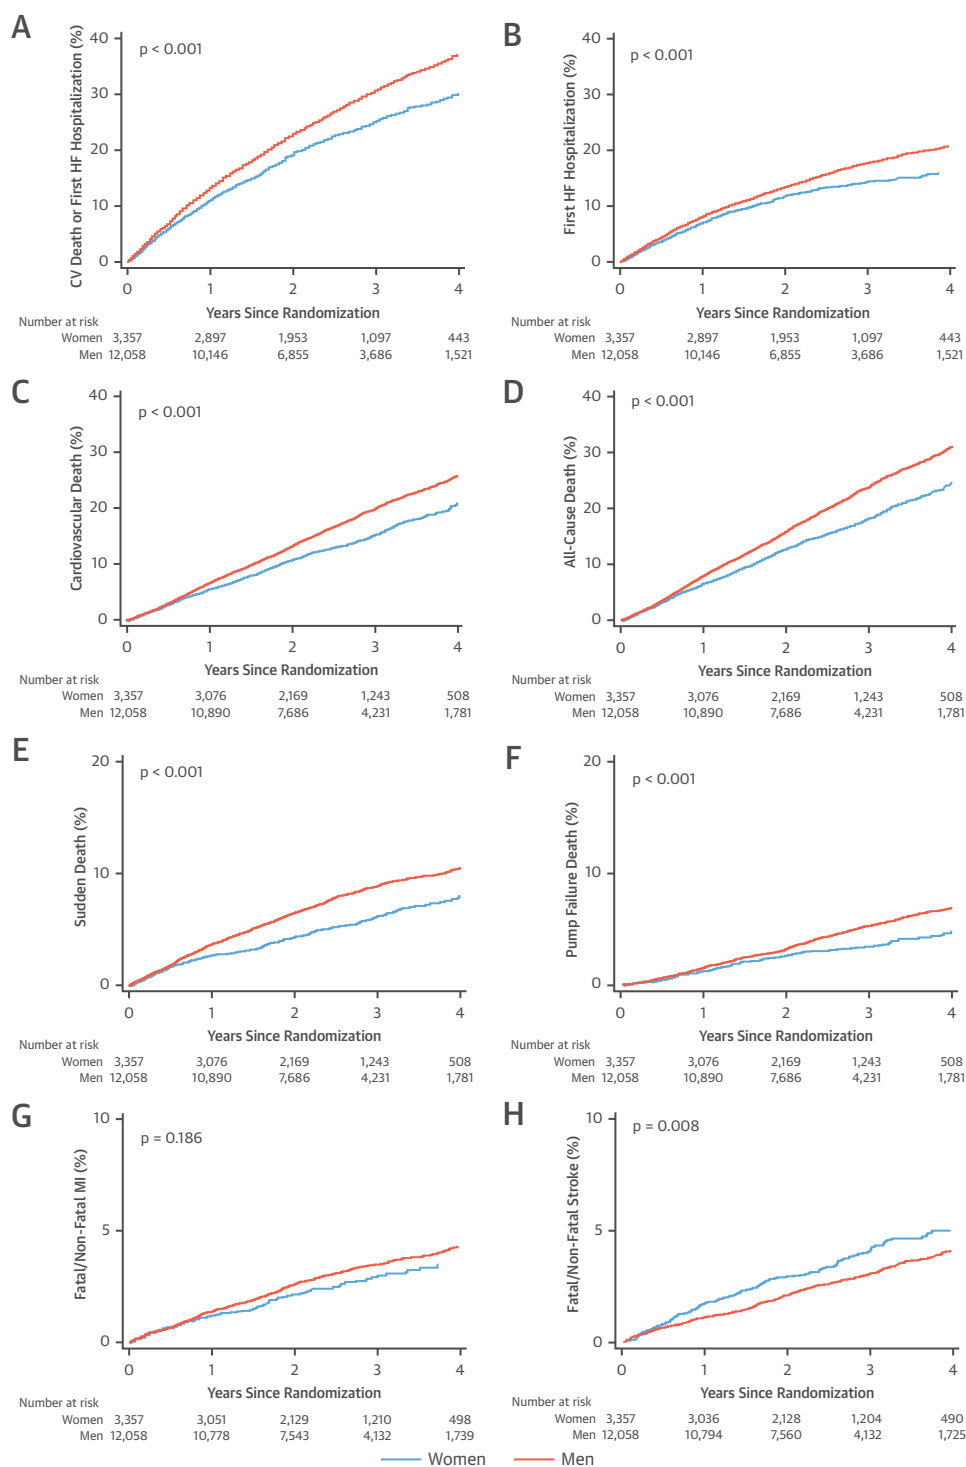 A
CV Death or First HF Hospitalization (%)
40
30
20
10
0
p < 0.001
0 1 2 3 4
Years Since Randomization
Number at risk
Women 3,357 2,897 1,953 1,097 443
Men 12,058 10,146 6,855 3,686 1,521
B
First HF Hospitalization (%)
40
30
20
10
0
p < 0.001
0 1 2 3 4
Years Since Randomization
Number at risk
Women 3,357 2,897 1,953 1,097 443
Men 12,058 10,146 6,855 3,686 1,521
C
Cardiovascular Death (%)
40
30
20
10
0
p < 0.001
0 1 2 3 4
Years Since Randomization
Number at risk
Women 3,357 3,076 2,169 1,243 508
Men 12,058 10,890 7,686 4,231 1,781
D
All-Cause Death (%)
40
30
20
10
0
p < 0.001
0 1 2 3 4
Years Since Randomization
Number at risk
Women 3,357 3,076 2,169 1,243 508
Men 12,058 10,890 7,686 4,231 1,781
E
Sudden Death (%)
20
10
0
p < 0.001
0 1 2 3 4
Years Since Randomization
Number at risk
Women 3,357 3,076 2,169 1,243 508
Men 12,058 10,890 7,686 4,231 1,781
F
Pump Failure Death (%)
20
10
0
p < 0.001
0 1 2 3 4
Years Since Randomization
Number at risk
Women 3,357 3,076 2,169 1,243 508
Men 12,058 10,890 7,686 4,231 1,781
G
Fatal/Non-Fatal MI (%)
10
5
0
p = 0.186
0 1 2 3 4
Years Since Randomization
Number at risk
Women 3,357 3,051 2,129 1,210 498
Men 12,058 10,778 7,543 4,132 1,739
H
Fatal/Non-Fatal Stroke (%)
10
5
0
p = 0.008
0 1 2 3 4
Years Since Randomization
Number at risk
Women 3,357 3,036 2,128 1,204 490
Men 12,058 10,794 7,560 4,132 1,725
Women Men